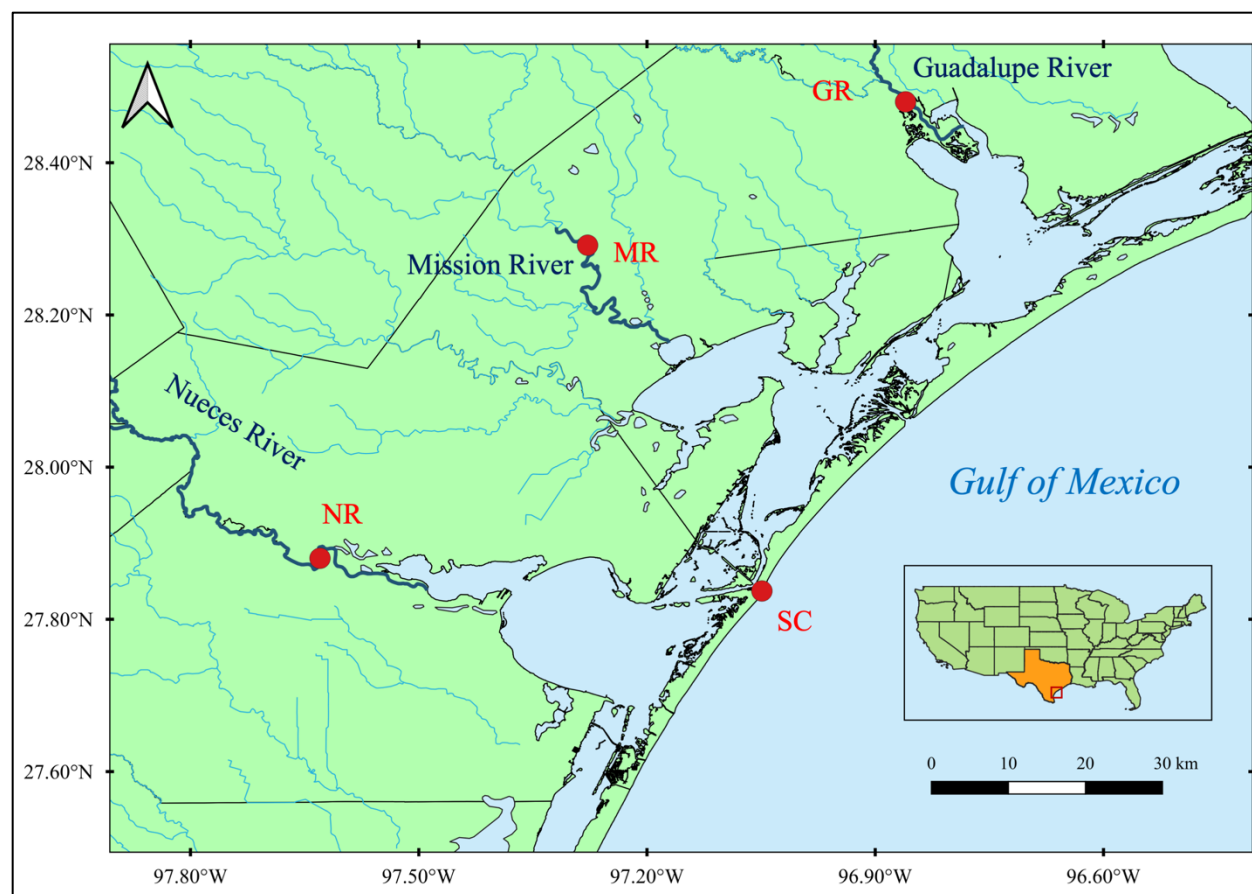 Guadalupe River
GR
28.40°N
Mission River
MR
28.20°N
Nueces River
28.00°N
Gulf of Mexico
NR
27.80°N
SC
27.60°N
0 10 20 30 km
97.80°W 97.50°W 97.20°W 96.90°W 96.60°W